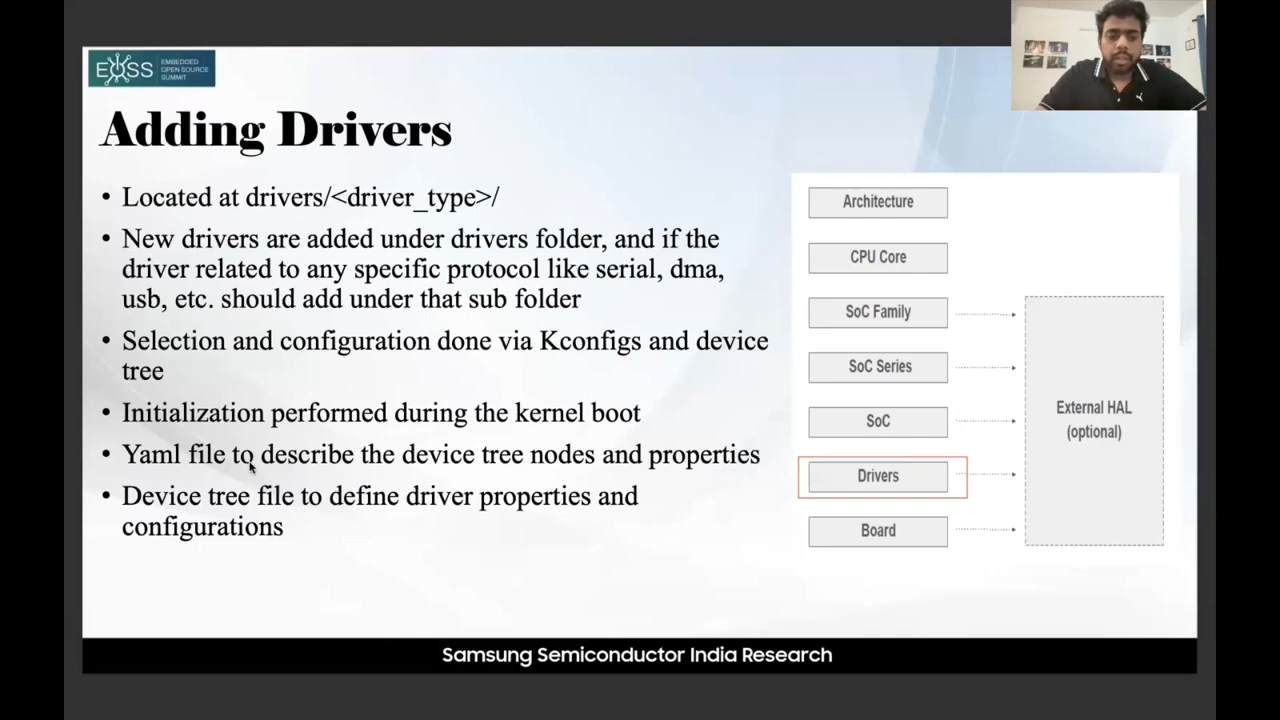 EOSS
EMBEDDED
OPEN SOURCE
SUMMIT
Adding Drivers
• Located at drivers/<driver_type>/
• New drivers are added under drivers folder, and if the
driver related to any specific protocol like serial, dma,
usb, etc. should add under that sub folder
• Selection and configuration done via Kconfigs and device
tree
• Initialization performed during the kernel boot
• Yaml file to describe the device tree nodes and properties
• Device tree file to define driver properties and
configurations
Architecture
CPU Core
SoC Family
SoC Series
SoC
Drivers
Board
External HAL
(optional)
Samsung Semiconductor India Research